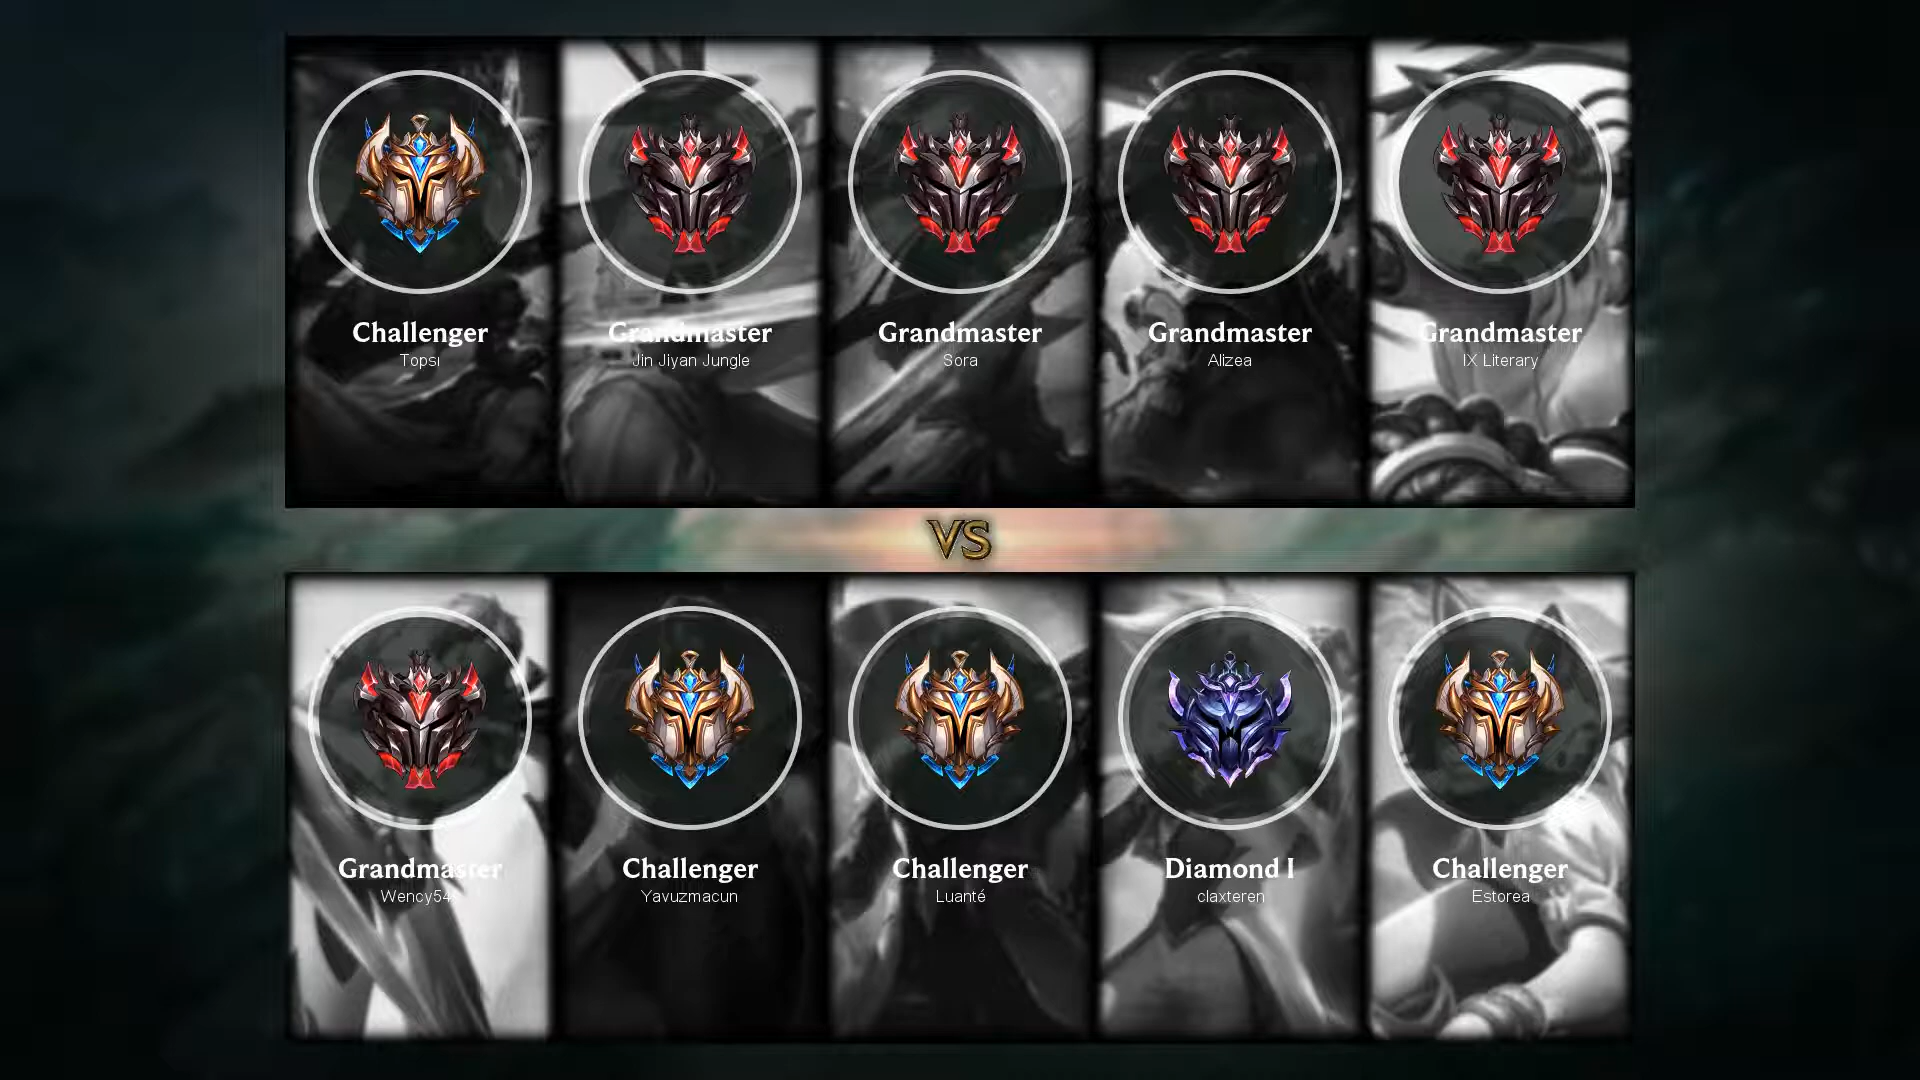 Challenger
Topsı
Grandmaster
Jin Jiyan Jungle
Grandmaster
Sora
Grandmaster
Alizea
Grandmaster
IX Literary
VS
Grandmaster
Challenger
Yavuzmacun
Challenger
Luanté
Diamond I
claxteren
Challenger
Estorea